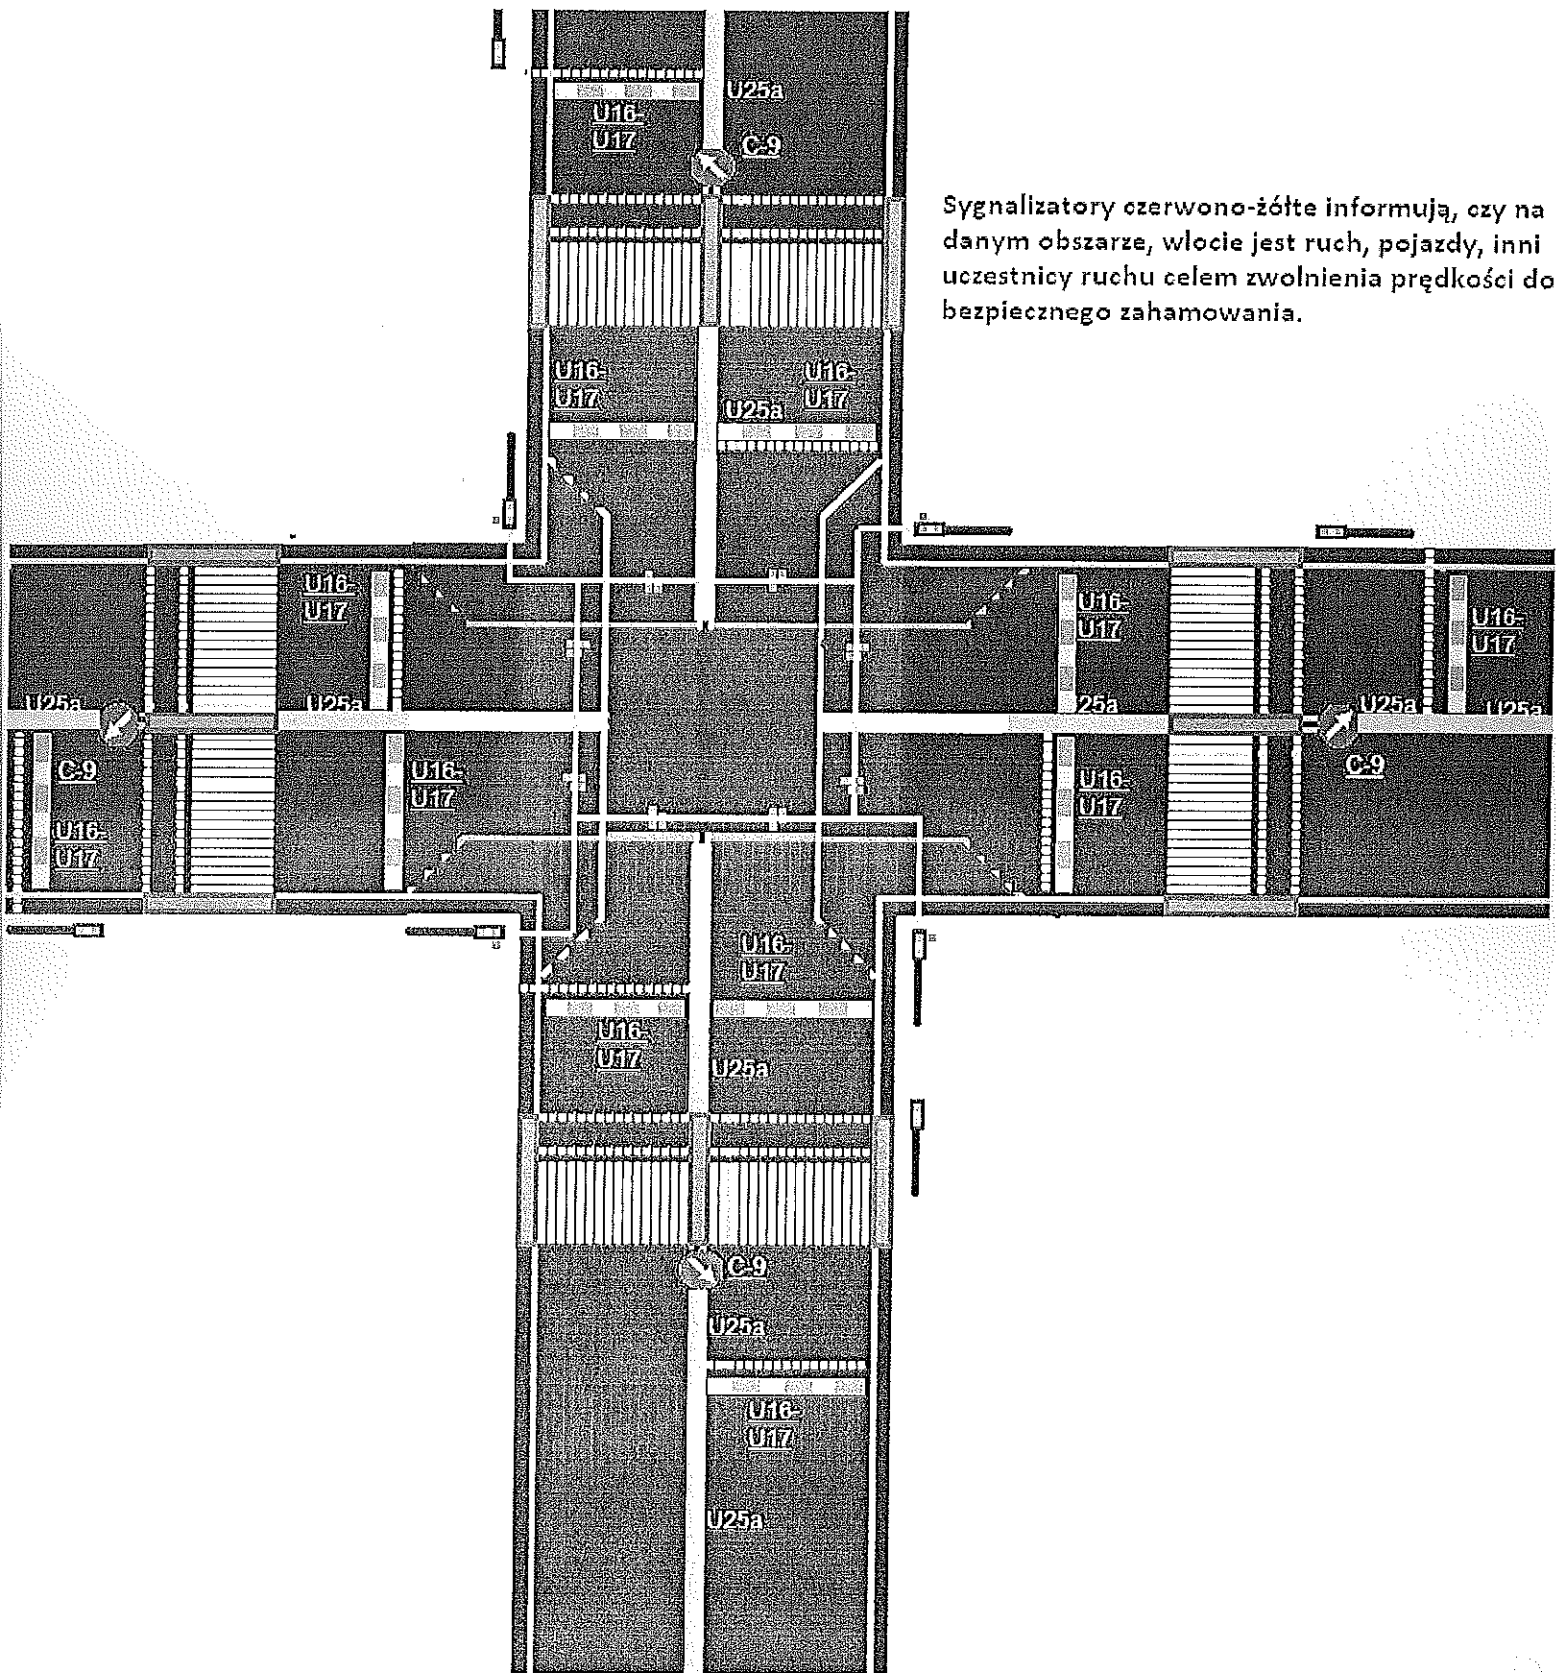 U25a
U16-
U17
C-9
Sygnalizatory czerwono-żółte informują, czy na
danym obszarze, wlocie jest ruch, pojazdy, inni
uczestnicy ruchu celem zwolnienia prędkości do
bezpiecznego zahamowania.
U16-
U17
U16-
U17
U25a
U16-
U17
U16-
U17
U16-
U17
U25a
U25a
25a
U25a
U25a
C-9
U16-
U17
U16-
U17
C-9
U16-
U17
U16-
U17
U16-
U17
U25a
C-9
U25a
U16-
U17
U25a